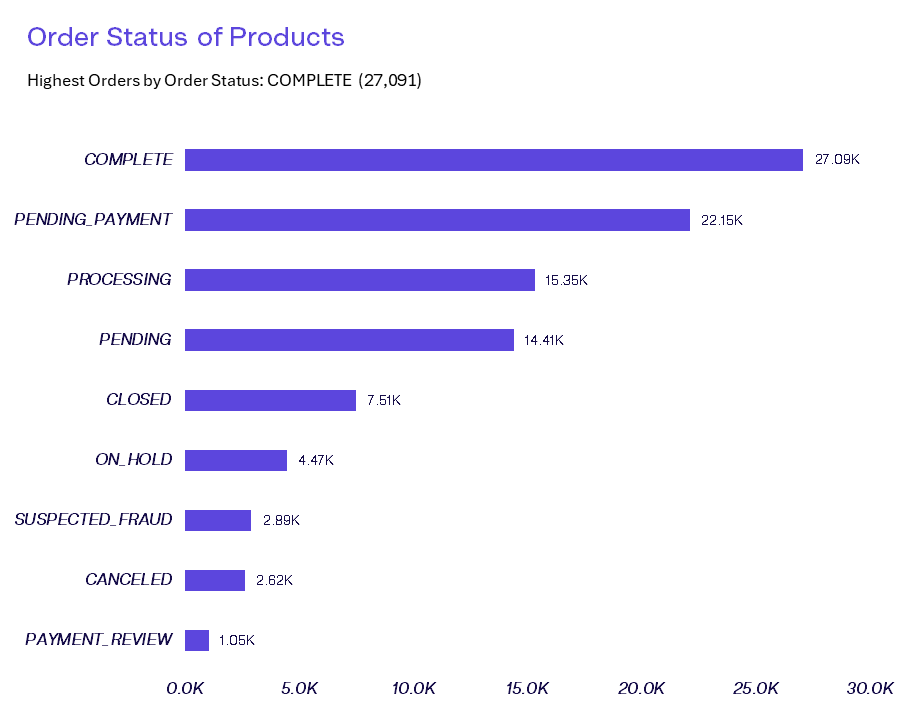 Order Status of Products
Highest Orders by Order Status: COMPLETE (27,091)
COMPLETE 27.09K
PENDING_PAYMENT 22.15K
PROCESSING 15.35K
PENDING 14.41K
CLOSED 7.51K
ON_HOLD 4.47K
SUSPECTED_FRAUD 2.89K
CANCELED 2.62K
PAYMENT_REVIEW 1.05K
0.0K 5.0K 10.0K 15.0K 20.0K 25.0K 30.0K